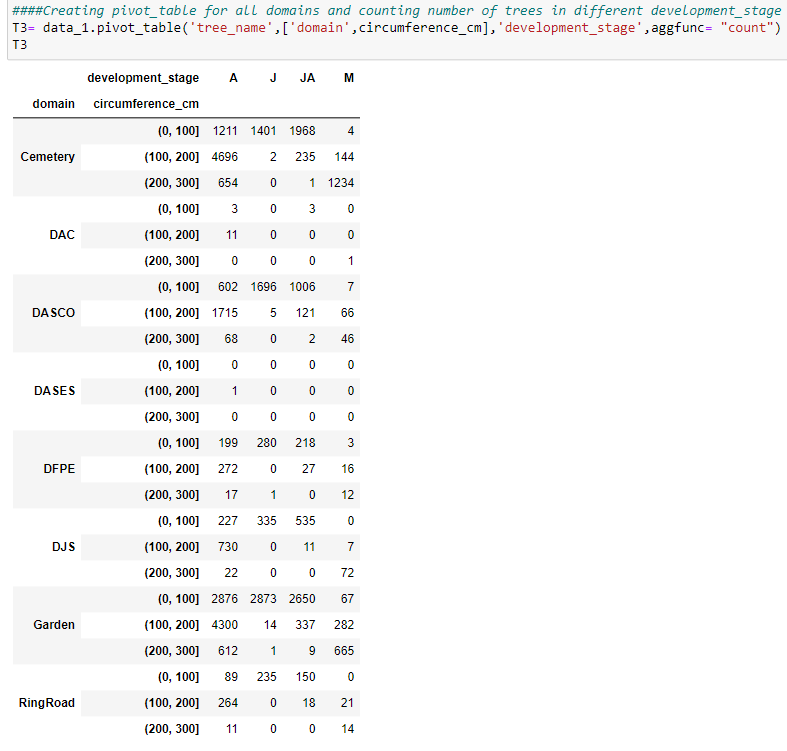 ####Creating pivot_table for all domains and counting number of trees in different development_stage
T3= data_1.pivot_table('tree_name',['domain',circumference_cm],'development_stage',aggfunc= "count")
T3
development_stage A J JA M
domain circumference_cm
(0, 100] 1211 1401 1968 4
Cemetery (100, 200] 4696 2 235 144
(200, 300] 654 0 1 1234
(0, 100] 3 0 3 0
DAC (100, 200] 11 0 0 0
(200, 300] 0 0 0 1
(0, 100] 602 1696 1006 7
DASCO (100, 200] 1715 5 121 66
(200, 300] 68 0 2 46
(0, 100] 0 0 0 0
DASES (100, 200] 1 0 0 0
(200, 300] 0 0 0 0
(0, 100] 199 280 218 3
DFPE (100, 200] 272 0 27 16
(200, 300] 17 1 0 12
(0, 100] 227 335 535 0
DJS (100, 200] 730 0 11 7
(200, 300] 22 0 0 72
(0, 100] 2876 2873 2650 67
Garden (100, 200] 4300 14 337 282
(200, 300] 612 1 9 665
(0, 100] 89 235 150 0
RingRoad (100, 200] 264 0 18 21
(200, 300] 11 0 0 14